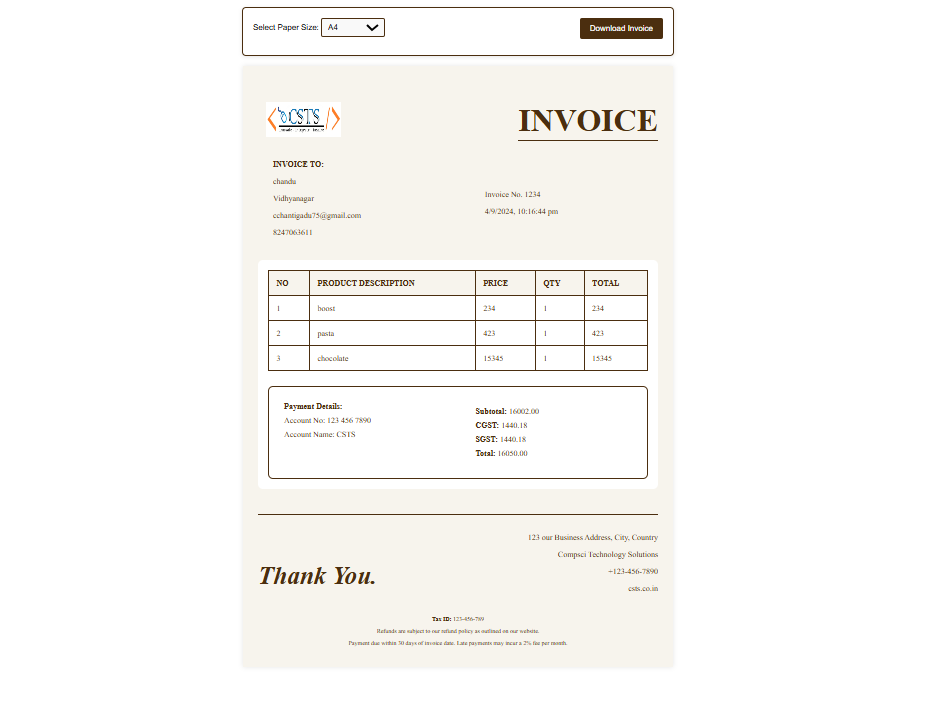 Select Paper Size: A4
Download Invoice
CSTS
INVOICE
INVOICE TO:
chandu
Vidhyanagar
cchantigadu75@gmail.com
8247063611
Invoice No. 1234
4/9/2024, 10:16:44 pm
NO PRODUCT DESCRIPTION PRICE QTY TOTAL
1 boost 234 1 234
2 pasta 423 1 423
3 chocolate 15345 1 15345
Payment Details:
Account No: 123 456 7890
Account Name: CSTS
Subtotal: 16002.00
CGST: 1440.18
SGST: 1440.18
Total: 16050.00
123 our Business Address, City, Country
Compsci Technology Solutions
+123-456-7890
csts.co.in
Thank You.
Tax ID: 123-456-789
Refunds are subject to our refund policy as outlined on our website.
Payment due within 30 days of invoice date. Late payments may incur a 2% fee per month.